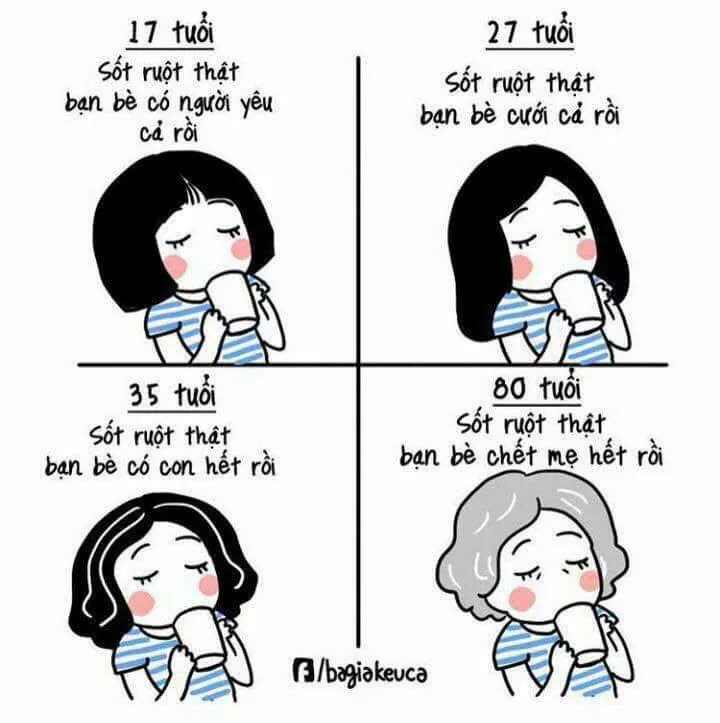 17 tuổi
Sốt ruột thật
bạn bè có người yêu
cả rồi
27 tuổi
Sốt ruột thật
bạn bè cưới cả rồi
35 tuổi
Sốt ruột thật
bạn bè có con hết rồi
80 tuổi
Sốt ruột thật
bạn bè chết mẹ hết rồi
f/bagiakeuca